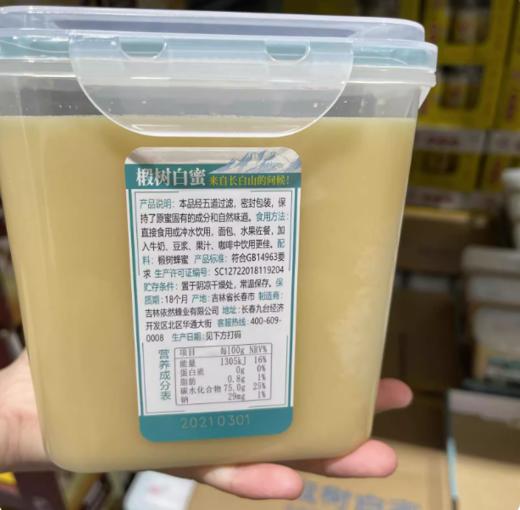 椴树白蜜 来自长白山的问候!
产品说明: 本品经五道过滤, 密封包装, 保
持了原蜜固有的成分和自然味道。食用方法:
直接食用或冲水饮用, 面包、水果佐餐, 加
入牛奶、豆浆、果汁、咖啡中饮用更佳。配
料: 椴树蜂蜜 产品标准: 符合GB14963要
求 生产许可证编号: SC12722018119204
贮存条件: 置于阴凉干燥处, 常温保存。保
质期: 18个月 产地: 吉林省长春市 制造商:
吉林依然蜂业有限公司 地址: 长春九台经济
开发区北区华通大街 客服热线: 400-609-
0008 生产日期: 见下方打码
营养成分表
项目 每100g NRV%
能量 1305kJ 16%
蛋白质 0g 0%
脂肪 0.8g 1%
碳水化合物 75.0g 25%
钠 29mg 1%
20210301